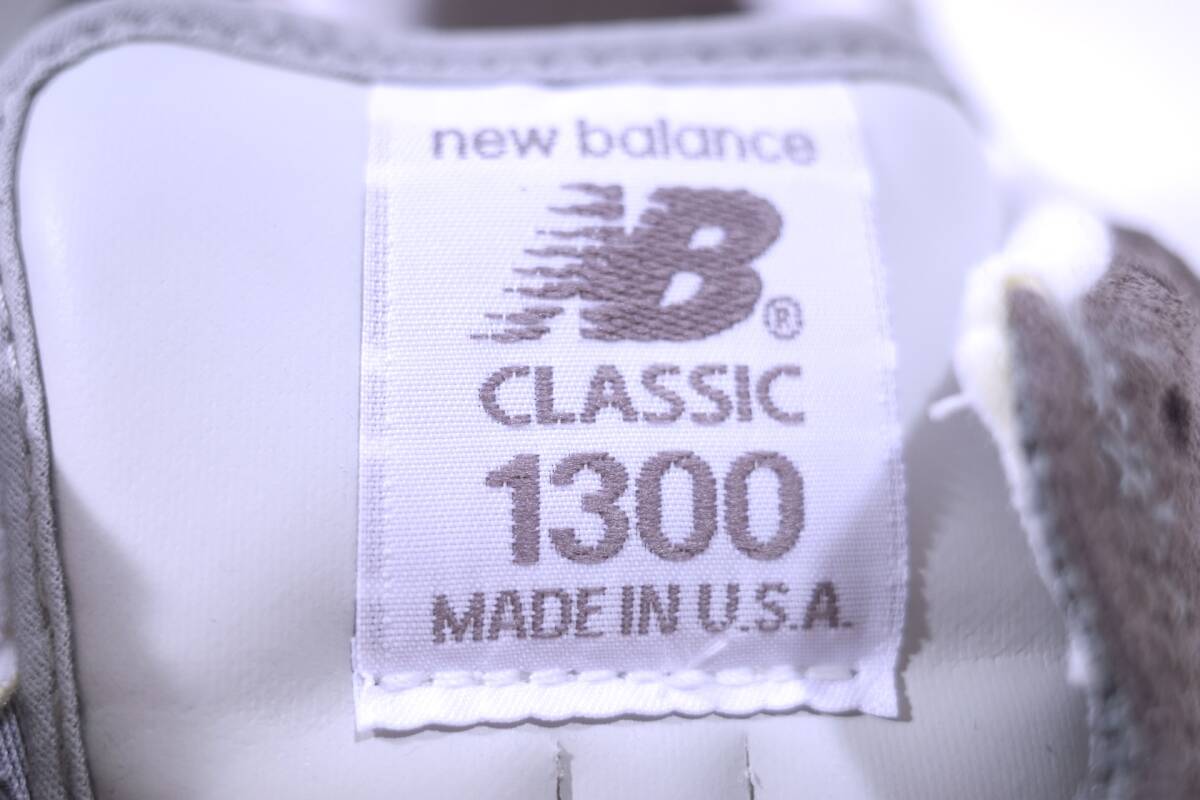 new balance
NB®
CLASSIC
1300
MADE IN U.S.A.